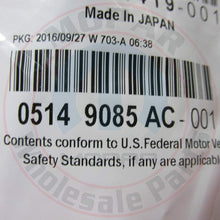 Made In JAPAN
PKG: 2016/09/27 W 703-A 06:38
0514 9085 AC - 001
Contents conform to U.S.Federal Motor Ve
Safety Standards, if any are applicabl